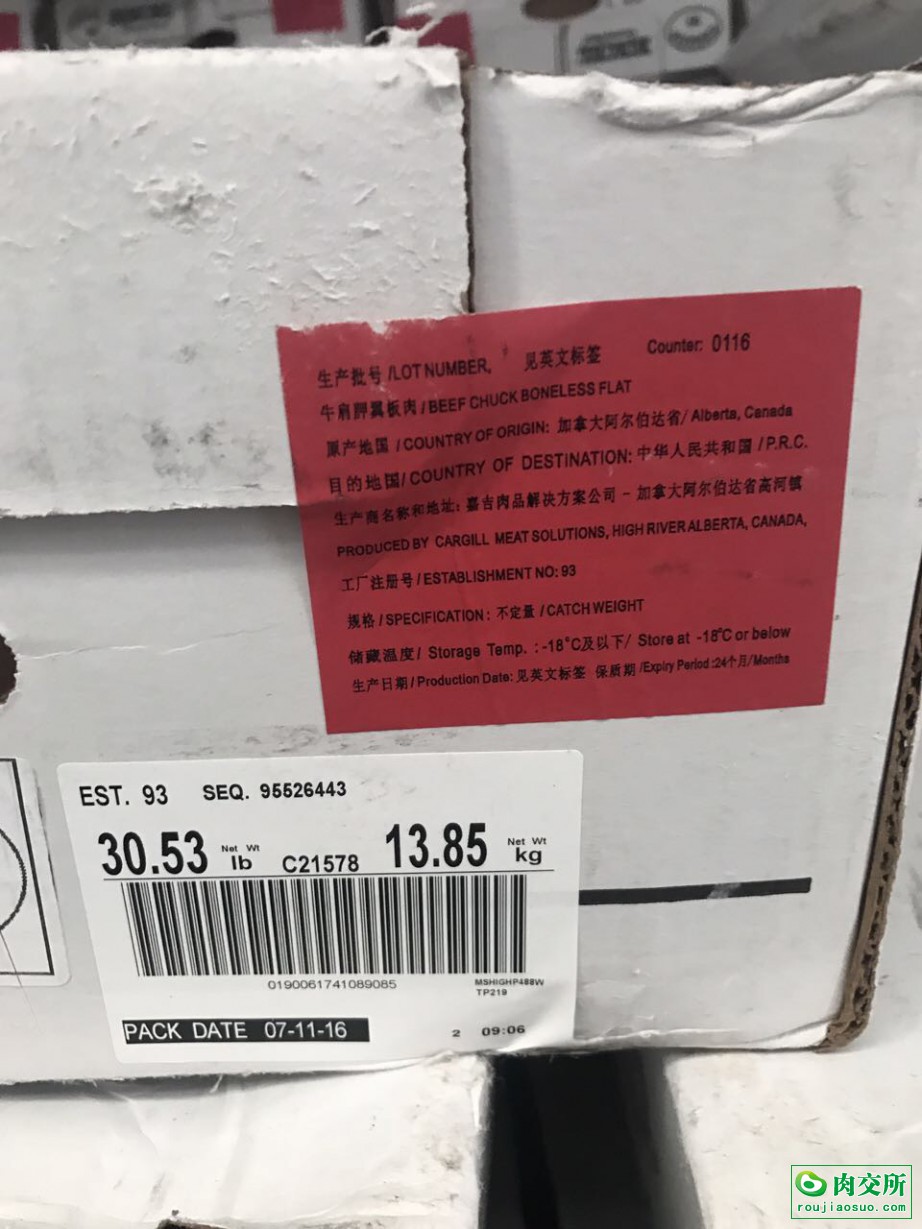 生产批号 /LOT NUMBER, 见英文标签 Counter: 0116
牛肩胛翼板肉 / BEEF CHUCK BONELESS FLAT
原产地国 / COUNTRY OF ORIGIN: 加拿大阿尔伯达省/ Alberta, Canada
目的地国/ COUNTRY OF DESTINATION: 中华人民共和国 / P.R.C.
生产商名称和地址: 嘉吉肉品解决方案公司 - 加拿大阿尔伯达省高河镇
PRODUCED BY CARGILL MEAT SOLUTIONS, HIGH RIVER ALBERTA, CANADA,
工厂注册号 / ESTABLISHMENT NO: 93
规格 / SPECIFICATION: 不定量 / CATCH WEIGHT
储藏温度/ Storage Temp. : -18°C及以下/ Store at -18°C or below
生产日期 / Production Date: 见英文标签 保质期 /Expiry Period :24个月/Months
EST. 93 SEQ. 95526443
30.53 Net Wt lb C21578 13.85 Net Wt kg
0190061741089085
MSHIGHP488W
TP219
PACK DATE 07-11-16 2 09:06
肉交所
roujiaosuo.com